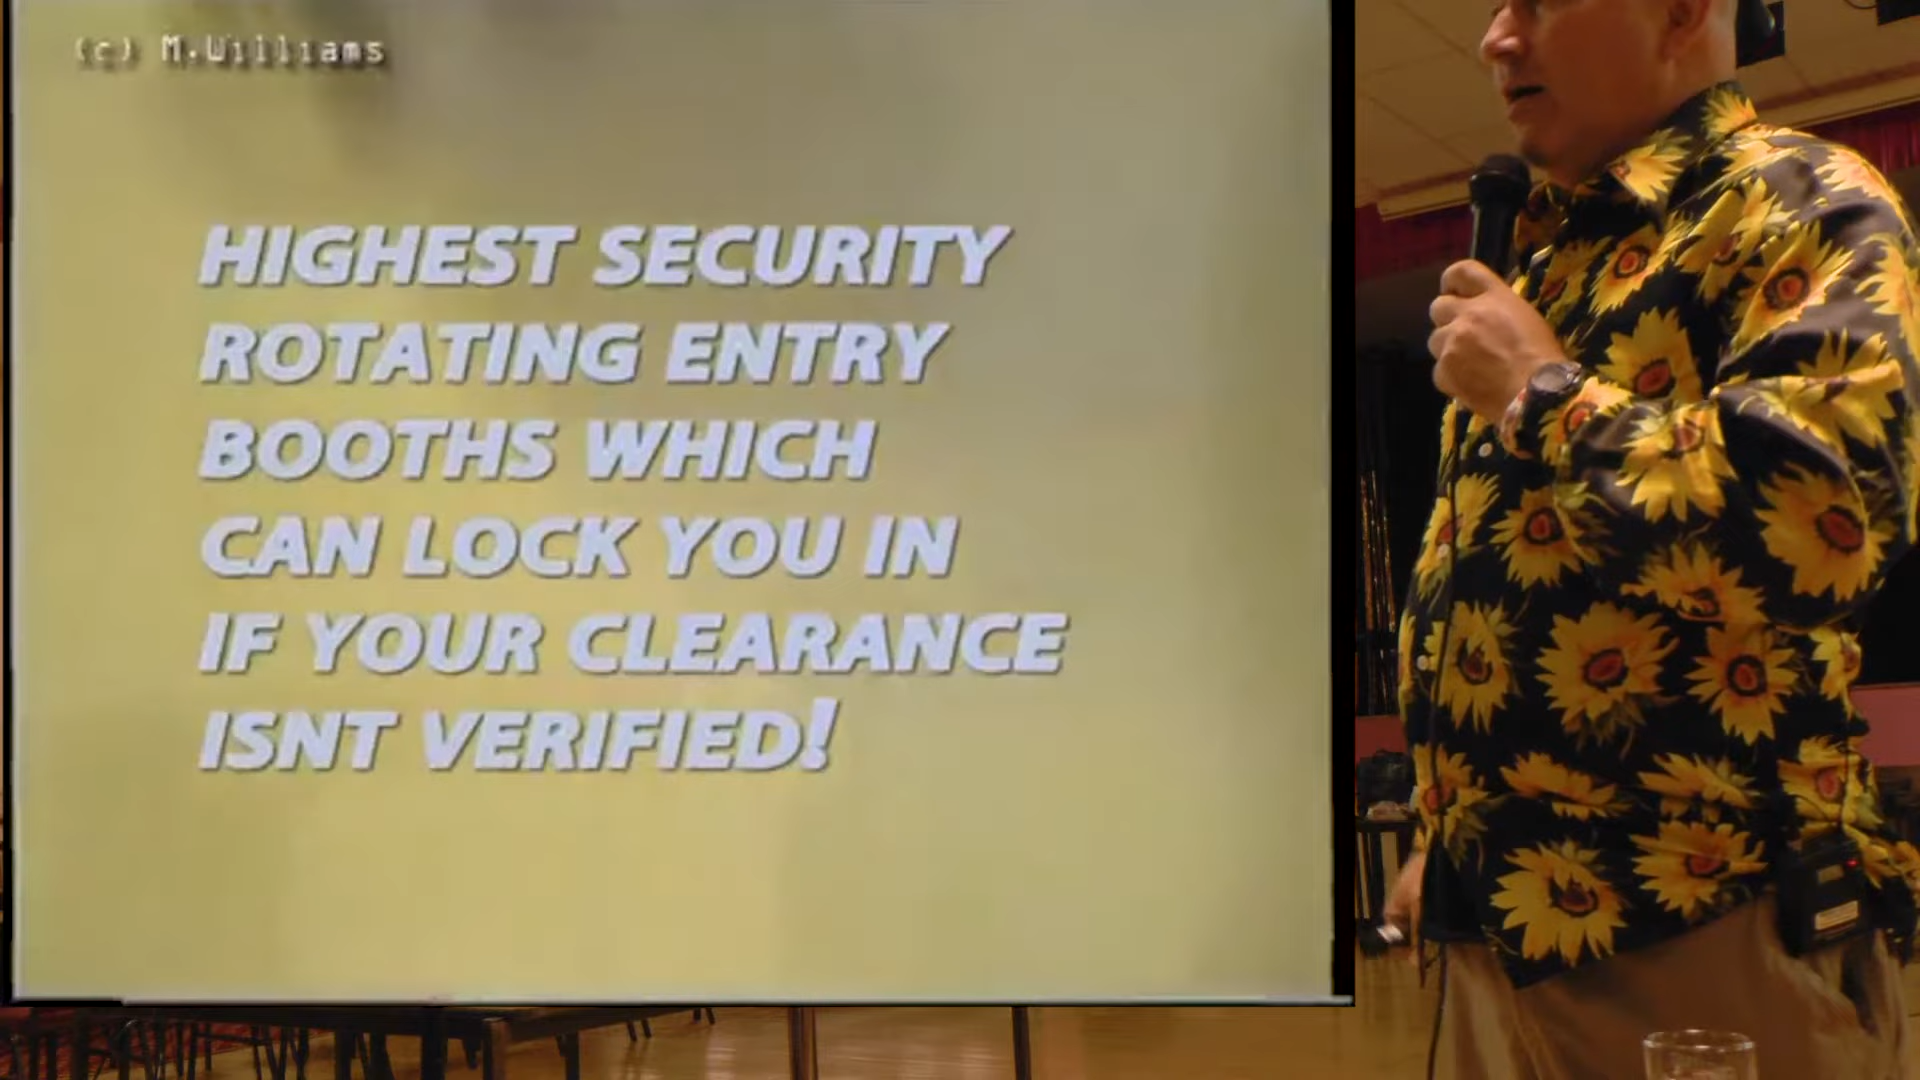 (c) M.Williams
HIGHEST SECURITY
ROTATING ENTRY
BOOTHS WHICH
CAN LOCK YOU IN
IF YOUR CLEARANCE
ISNT VERIFIED!